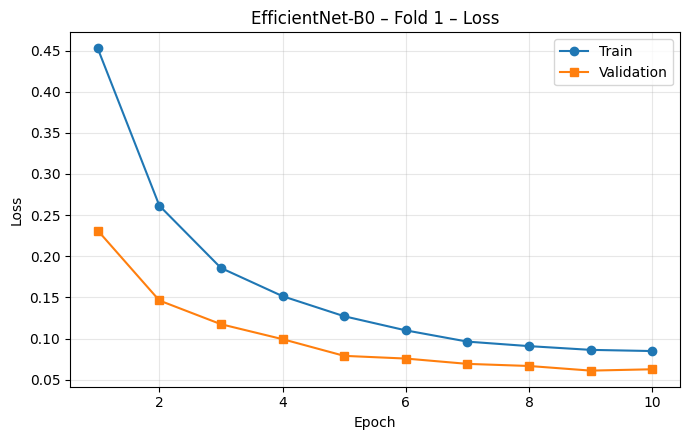 EfficientNet-B0 – Fold 1 – Loss
Train
Validation
0.45
0.40
0.35
0.30
0.25
0.20
0.15
0.10
0.05
Loss
2
4
6
8
10
Epoch